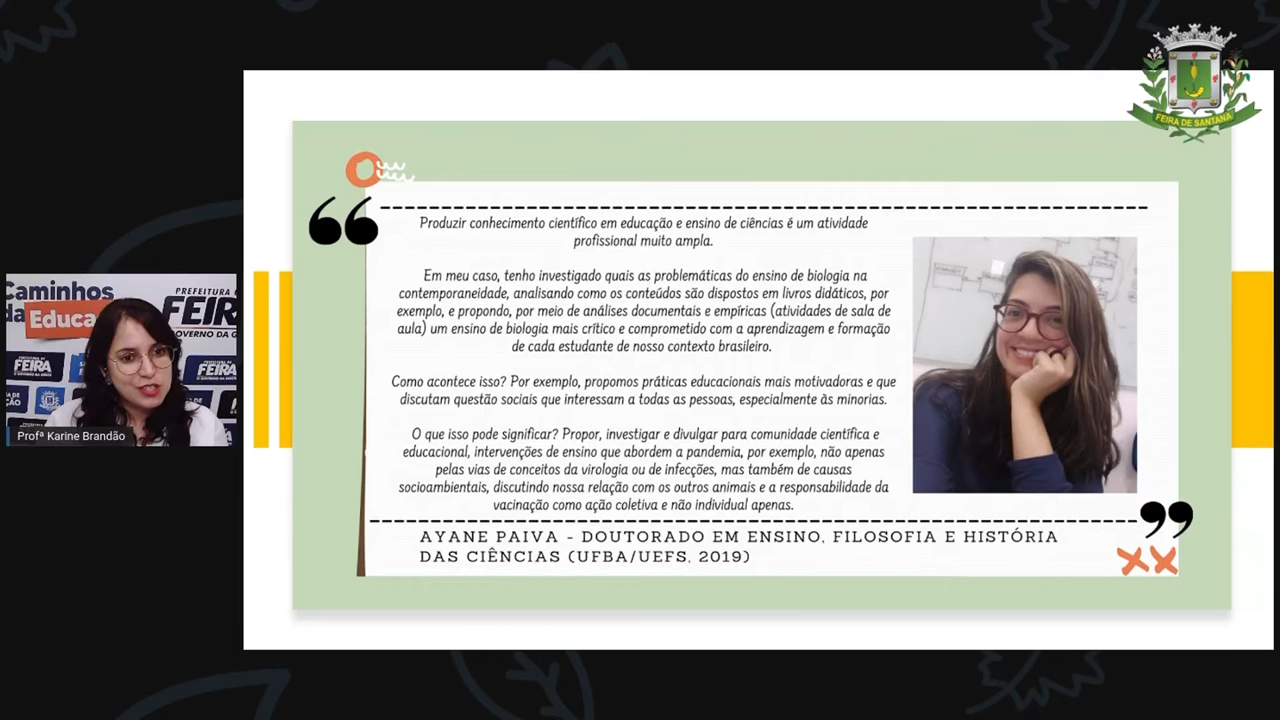 FEIRA DE SANTANA
Produzir conhecimento científico em educação e ensino de ciências é um atividade
profissional muito ampla.
Em meu caso, tenho investigado quais as problemáticas do ensino de biologia na
contemporaneidade, analisando como os conteúdos são dispostos em livros didáticos, por
exemplo, e propondo, por meio de análises documentais e empíricas (atividades de sala de
aula) um ensino de biologia mais crítico e comprometido com a aprendizagem e formação
de cada estudante de nosso contexto brasileiro.
Como acontece isso? Por exemplo, propomos práticas educacionais mais motivadoras e que
discutam questão sociais que interessam a todas as pessoas, especialmente às minorias.
O que isso pode significar? Propor, investigar e divulgar para comunidade científica e
educacional, intervenções de ensino que abordem a pandemia, por exemplo, não apenas
pelas vias de conceitos da virologia ou de infecções, mas também de causas
socioambientais, discutindo nossa relação com os outros animais e a responsabilidade da
vacinação como ação coletiva e não individual apenas.
AYANE PAIVA - DOUTORADO EM ENSINO, FILOSOFIA E HISTÓRIA
DAS CIÊNCIAS (UFBA/UEFS, 2019)
Caminhos
da Educa
PREFEITURA
FEIR
GOVERNO DA
FEIRA
FEIRA
Profª Karine Brandão